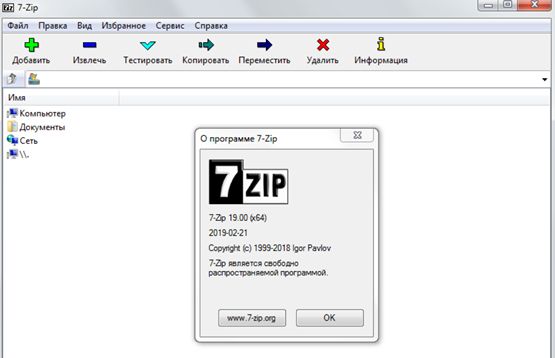 7-Zip
Файл Правка Вид Избранное Сервис Справка
Добавить Извлечь Тестировать Копировать Переместить Удалить Информация
Имя
Компьютер
Документы
Сеть
\\.
О программе 7-Zip
7 ZIP
7-Zip 19.00 (x64)
2019-02-21
Copyright (c) 1999-2018 Igor Pavlov
7-Zip является свободно
распространяемой программой.
www.7-zip.org OK